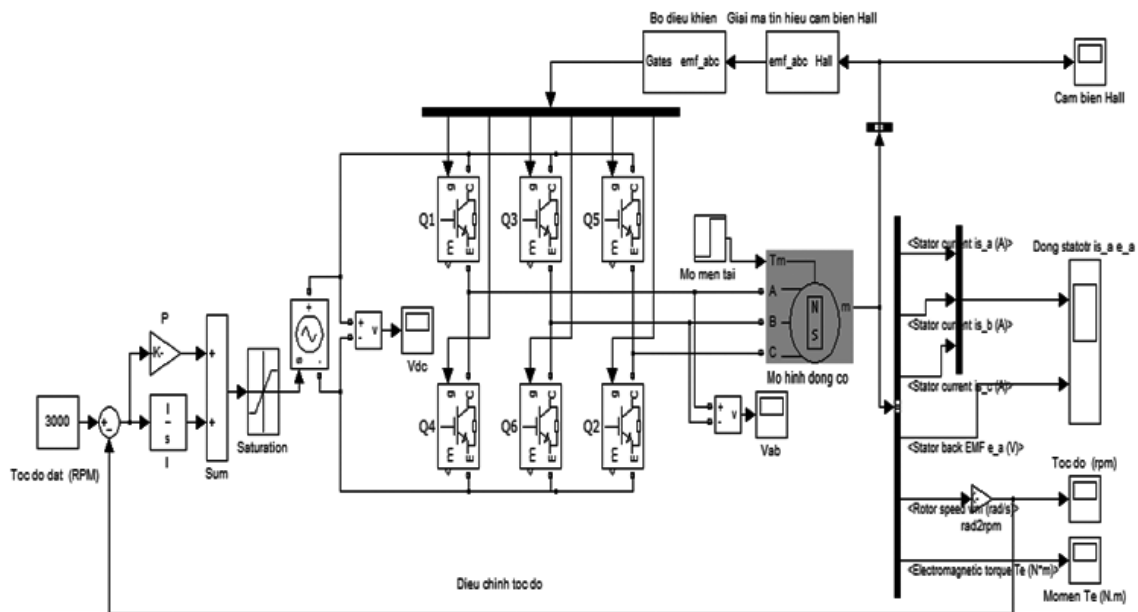 Bo dieu khien
Giai ma tin hieu cam bien Hall
Gates emf_abc
emf_abc Hall
Cam bien Hall
g C
Q1
E
g C
Q3
E
g C
Q5
E
Mo men tai
Tm
A
B
C
m
N
S
Mo hinh dong co
<Stator current is_a (A)>
Dong statotr is_a e_a
<Stator current is_b (A)>
<Stator current is_c (A)>
<Stator back EMF e_a (V)>
Toc do (rpm)
<Rotor speed wm (rad/s)>
rad2rpm
<Electromagnetic torque Te (N*m)>
Momen Te (N.m)
P
K-
+
-
v
Vdc
3000
Toc do dat (RPM)
1
s
I
+
+
Sum
Saturation
s
+
-
g C
Q4
E
g C
Q6
E
g C
Q2
E
+
-
v
Vab
Dieu chinh toc do